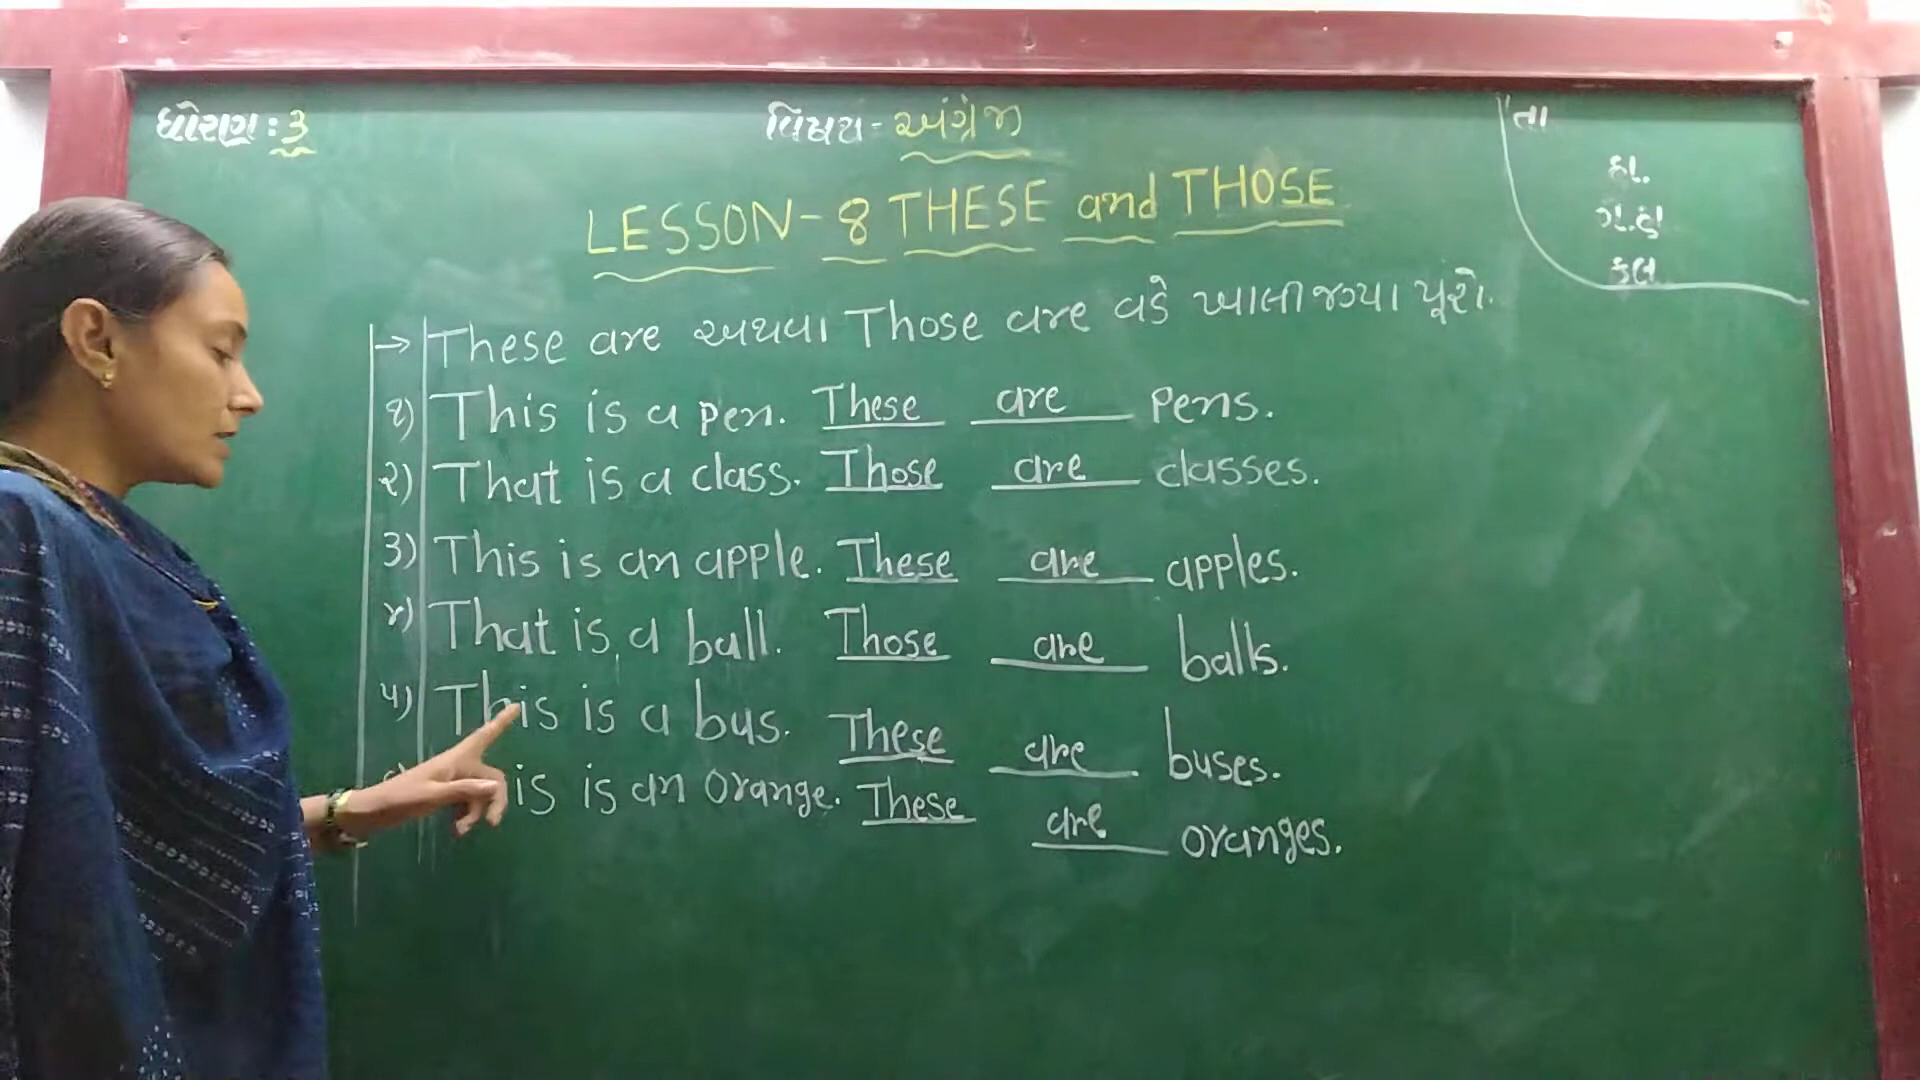 ધોરણ : ૩
વિષય - અંગ્રેજી
તા
હા.
ગે.હા
કુલ
LESSON - 8 THESE and THOSE
→ These are અથવા Those are વડે ખાલી જગ્યા પૂરો.
૧) This is a pen. These are pens.
૨) That is a class. Those are classes.
૩) This is an apple. These are apples.
૪) That is a ball. Those are balls.
૫) This is a bus. These are buses.
is is an orange. These are oranges.